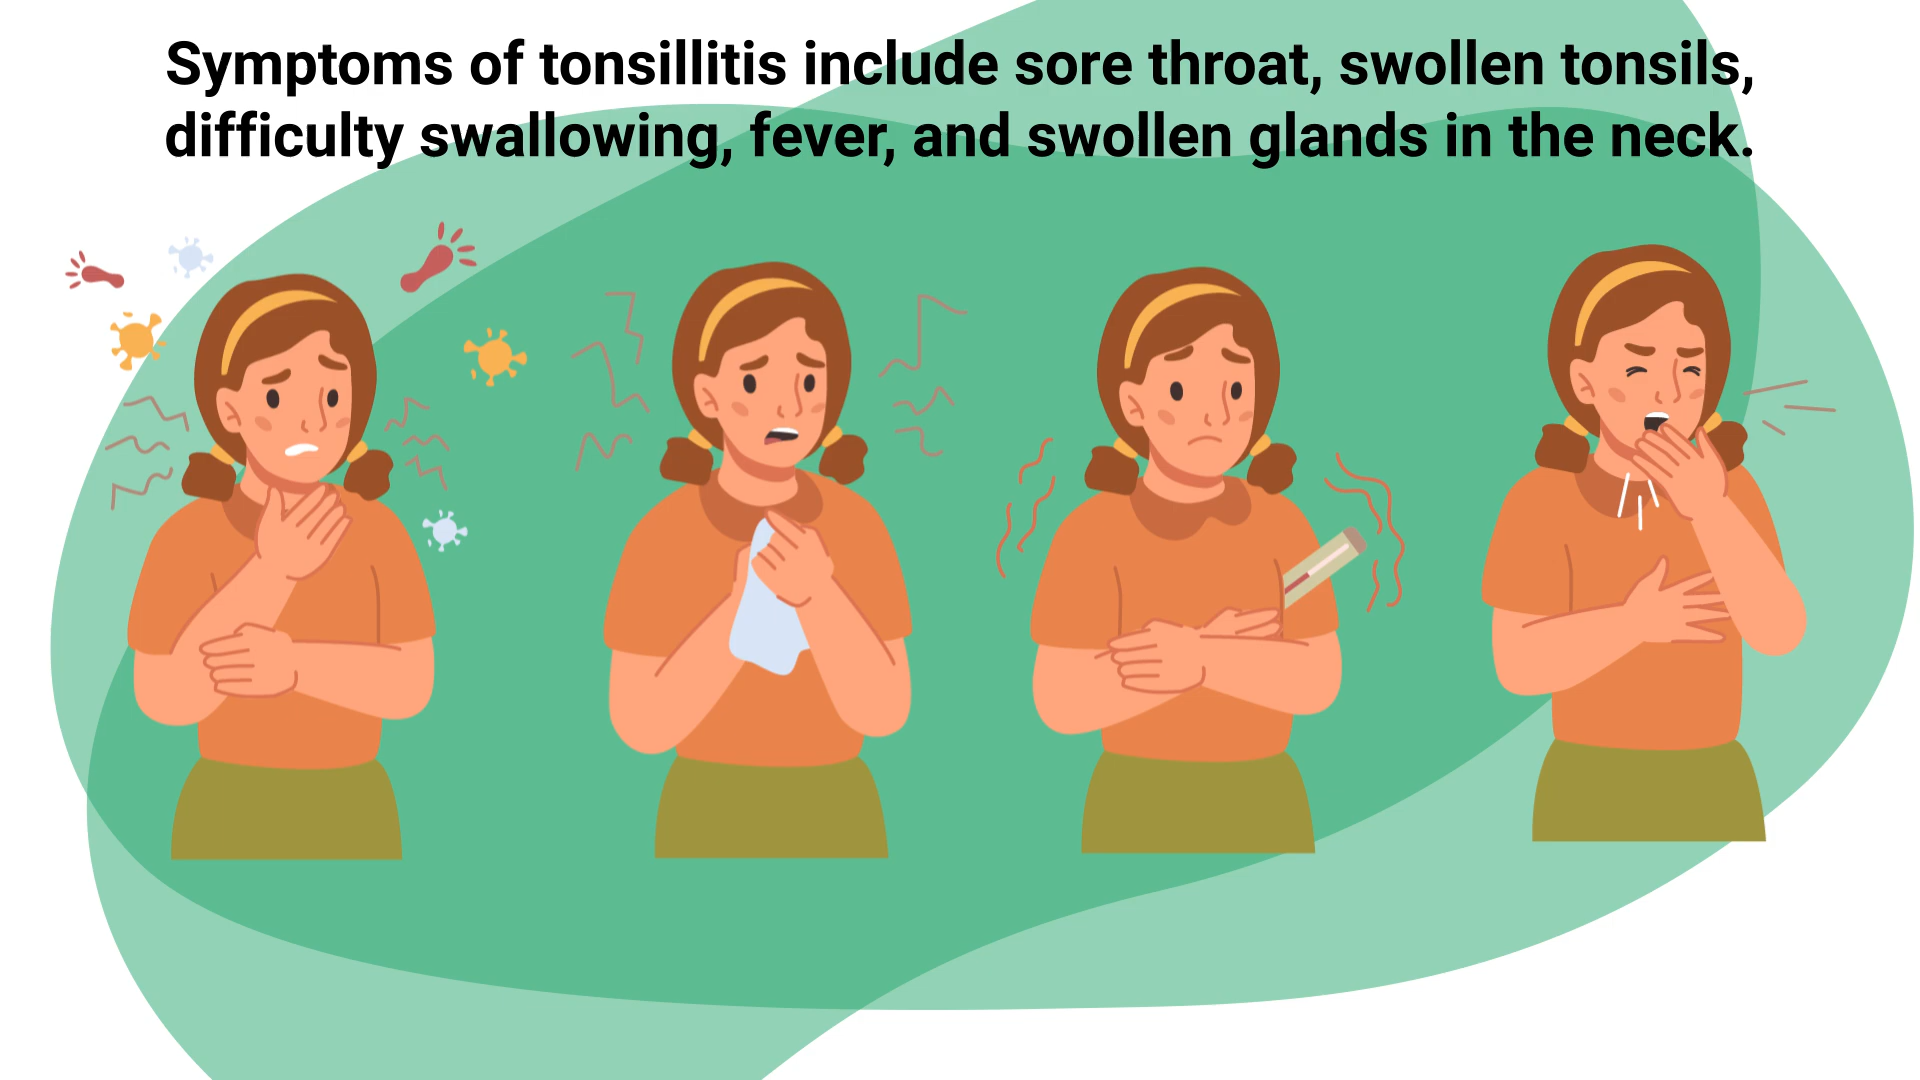 Symptoms of tonsillitis include sore throat, swollen tonsils,
difficulty swallowing, fever, and swollen glands in the neck.